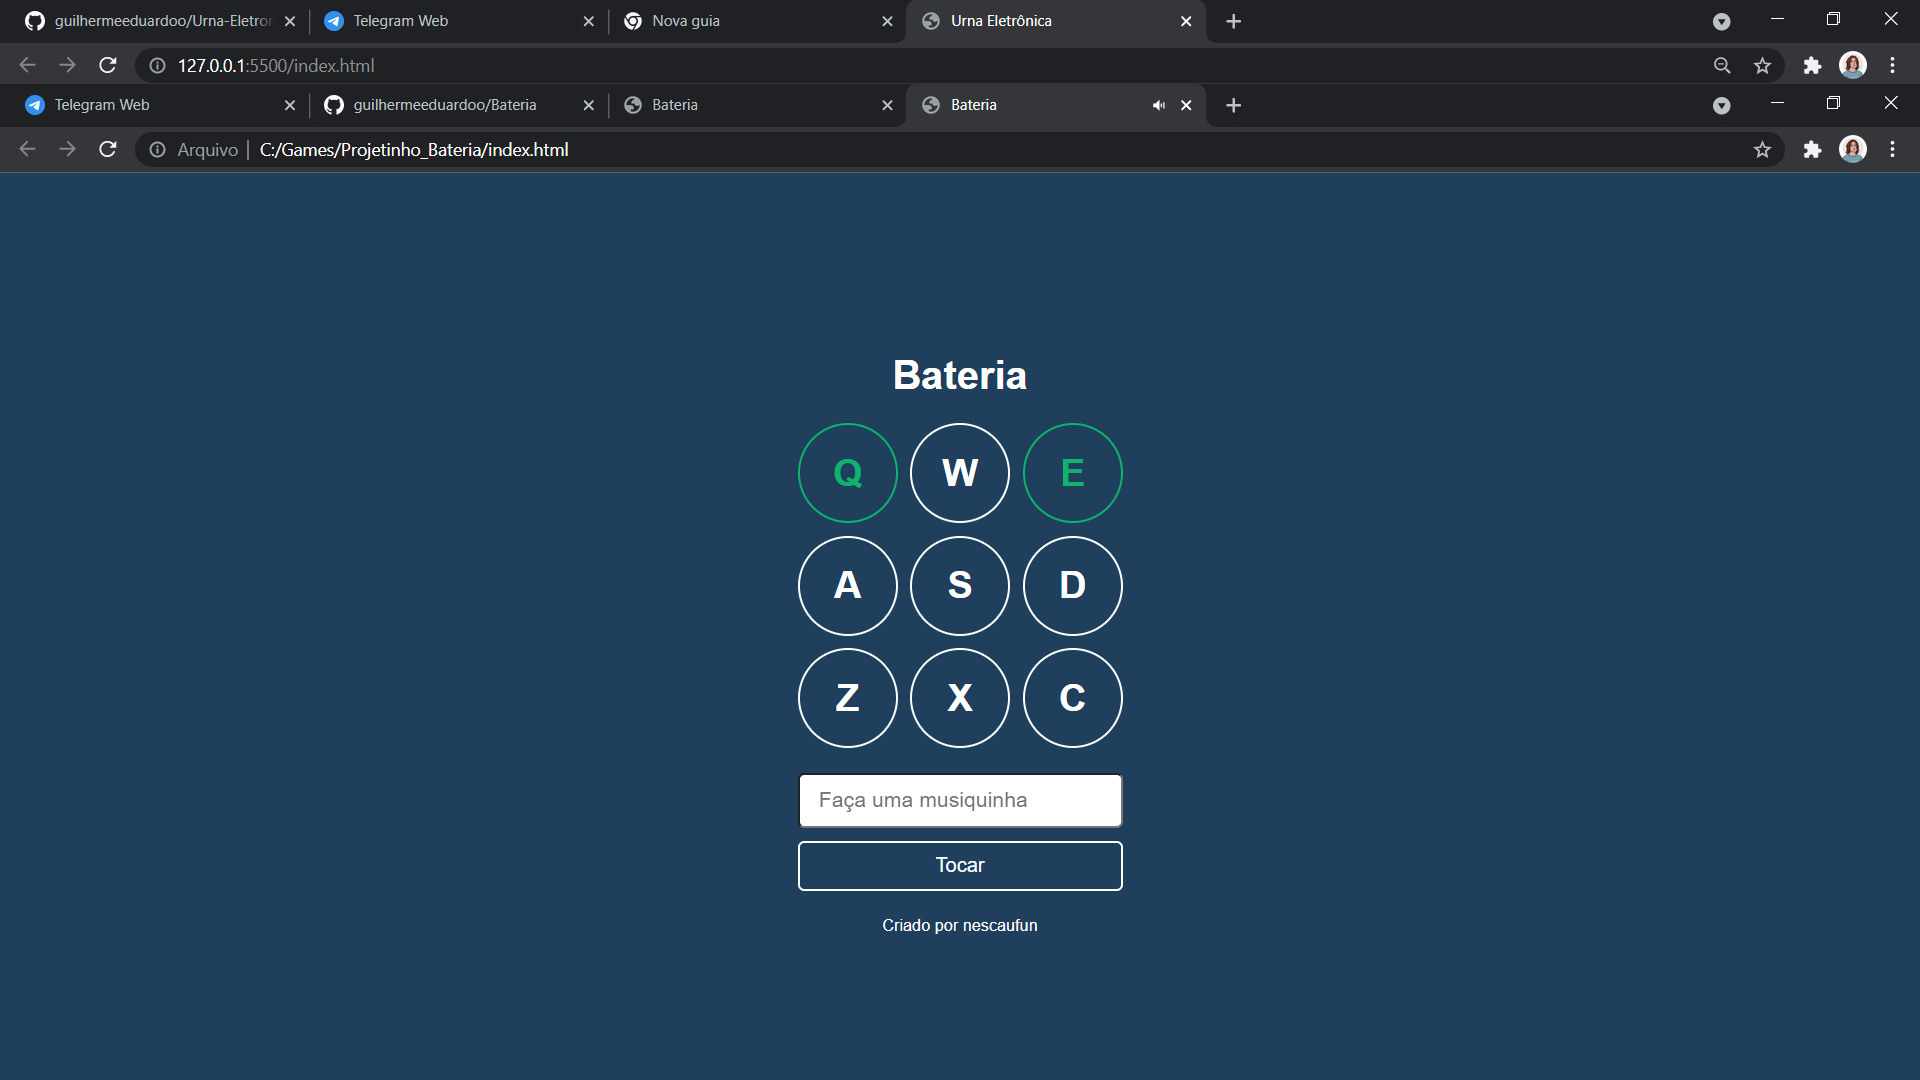 guilhermeeduardoo/Urna-Eletro
Telegram Web
Nova guia
Urna Eletrônica
127.0.0.1:5500/index.html
Telegram Web
guilhermeeduardoo/Bateria
Bateria
Bateria
Arquivo
C:/Games/Projetinho_Bateria/index.html
Bateria
Q W E
A S D
Z X C
Faça uma musiquinha
Tocar
Criado por nescaufun